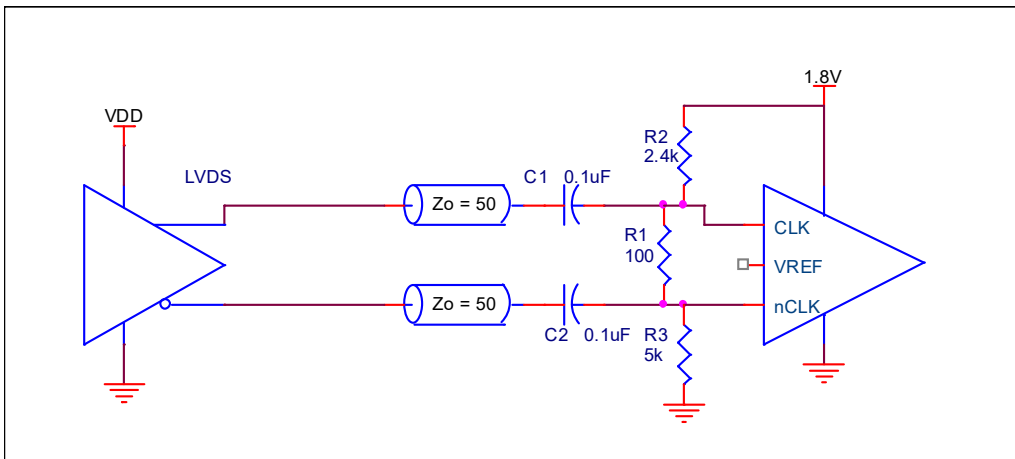 1.8V
VDD
R2
2.4k
LVDS
C1 0.1uF
Zo = 50
CLK
R1
100
VREF
Zo = 50
nCLK
C2 0.1uF
R3
5k